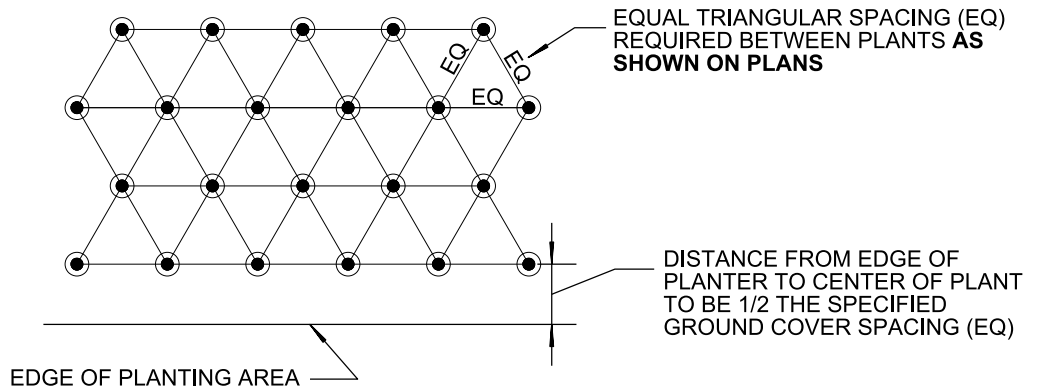 EQUAL TRIANGULAR SPACING (EQ)
REQUIRED BETWEEN PLANTS AS
SHOWN ON PLANS
EQ
EQ
EQ
DISTANCE FROM EDGE OF
PLANTER TO CENTER OF PLANT
TO BE 1/2 THE SPECIFIED
GROUND COVER SPACING (EQ)
EDGE OF PLANTING AREA